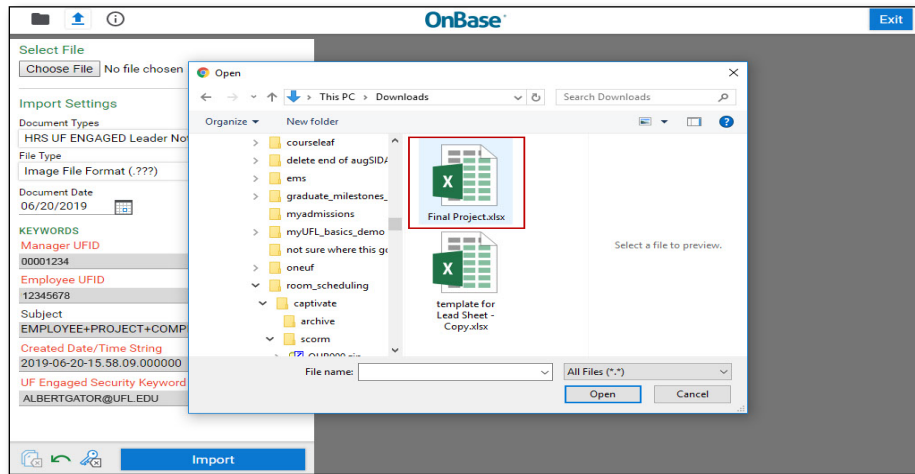 OnBase
Exit
Select File
Choose File No file chosen
Import Settings
Document Types
HRS UF ENGAGED Leader Not
File Type
Image File Format (.???)
Document Date
06/20/2019
KEYWORDS
Manager UFID
00001234
Employee UFID
12345678
Subject
EMPLOYEE+PROJECT+COMP
Created Date/Time String
2019-06-20-15.58.09.000000
UF Engaged Security Keyword
ALBERTGATOR@UFL.EDU
Import
Open
This PC > Downloads
Search Downloads
Organize
New folder
courseleaf
delete end of augSIDA
ems
graduate_milestones_
myadmissions
myUFL_basics_demo
not sure where this go
oneuf
room_scheduling
captivate
archive
scorm
Final Project.xlsx
template for
Lead Sheet -
Copy.xlsx
Select a file to preview.
File name:
All Files (*.*)
Open
Cancel